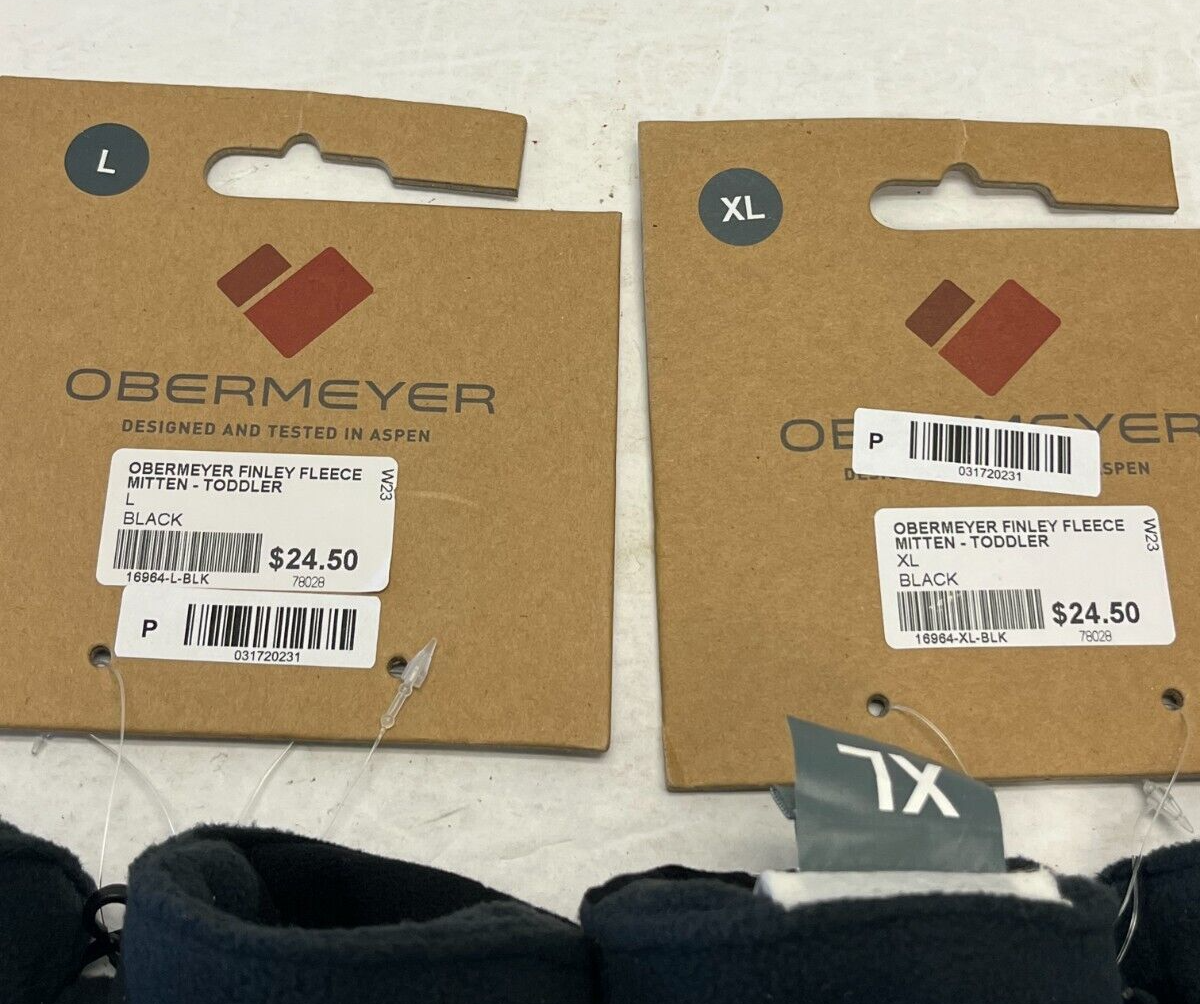 L
OBERMEYER
DESIGNED AND TESTED IN ASPEN
OBERMEYER FINLEY FLEECE
MITTEN - TODDLER
L
BLACK
W23
$24.50
16964-L-BLK
78028
P
031720231
XL
P
031720231
OBERMEYER FINLEY FLEECE
MITTEN - TODDLER
XL
BLACK
W23
$24.50
16964-XL-BLK
78028
XL